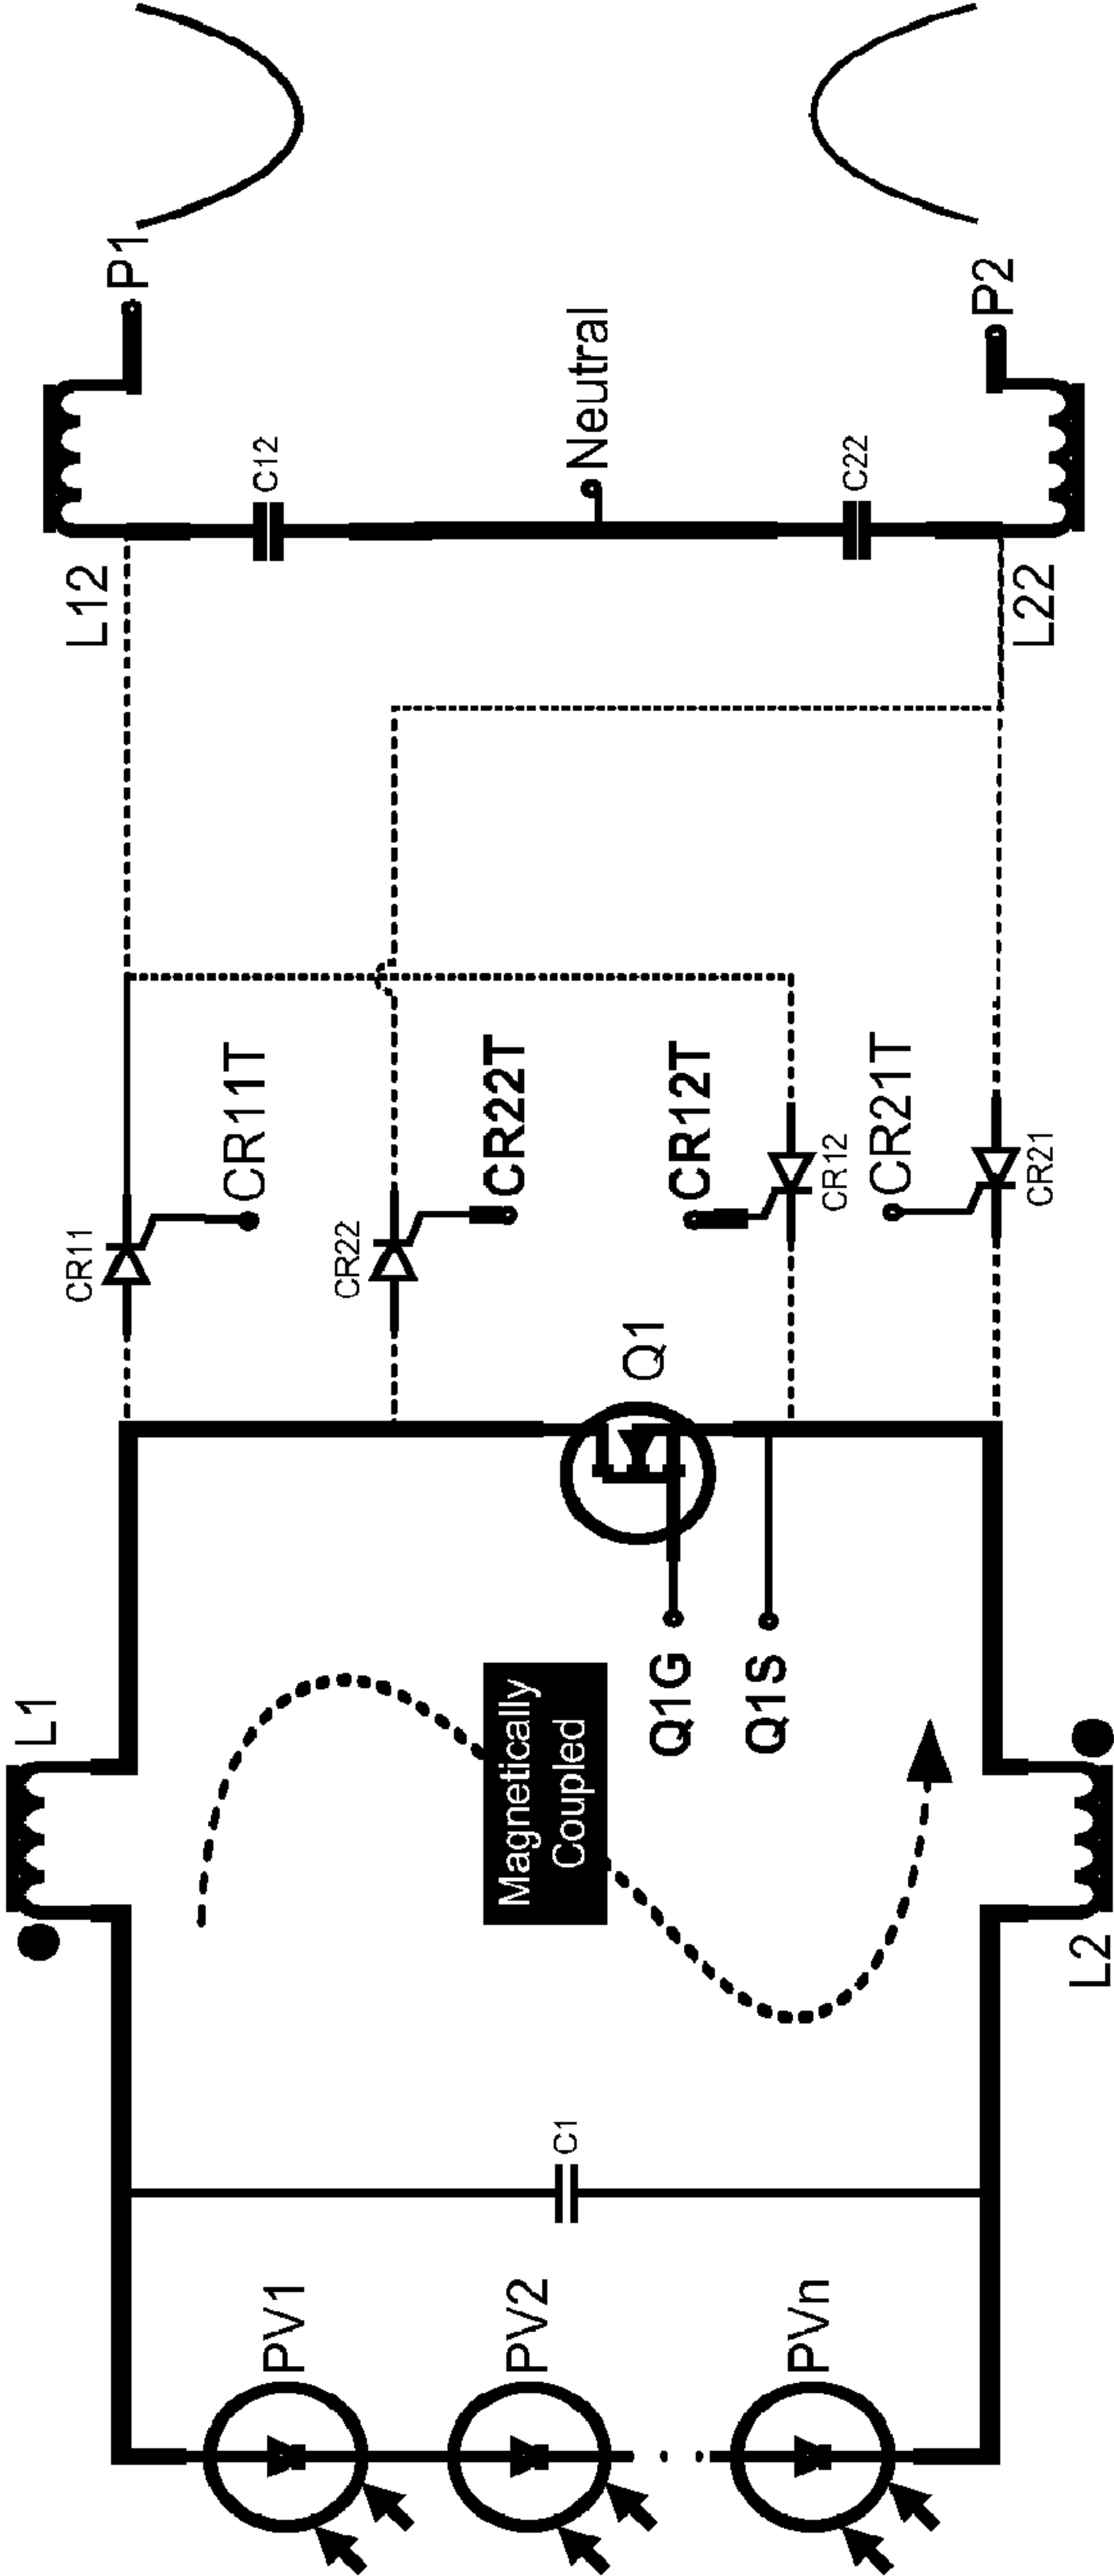 PV1
PV2
PVn
C1
L1
L2
Magnetically
Coupled
Q1G
Q1S
Q1
CR11
CR11T
CR22
CR22T
CR12T
CR12
CR21T
CR21
L12
L22
C12
C22
Neutral
P1
P2